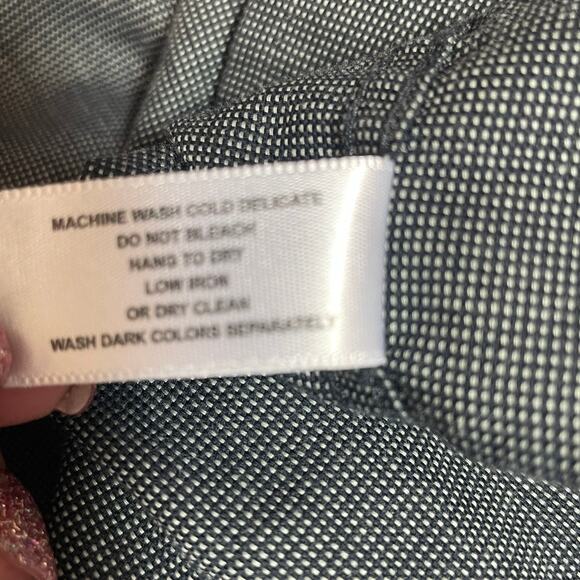 MACHINE WASH COLD DELICATE
DO NOT BLEACH
HANG TO DRY
LOW IRON
OR DRY CLEAN
WASH DARK COLORS SEPARATELY